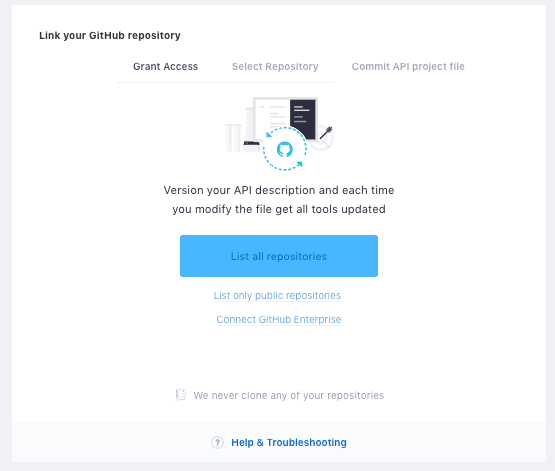 Link your GitHub repository
Grant Access
Select Repository
Commit API project file
Version your API description and each time
you modify the file get all tools updated
List all repositories
List only public repositories
Connect GitHub Enterprise
We never clone any of your repositories
? Help & Troubleshooting